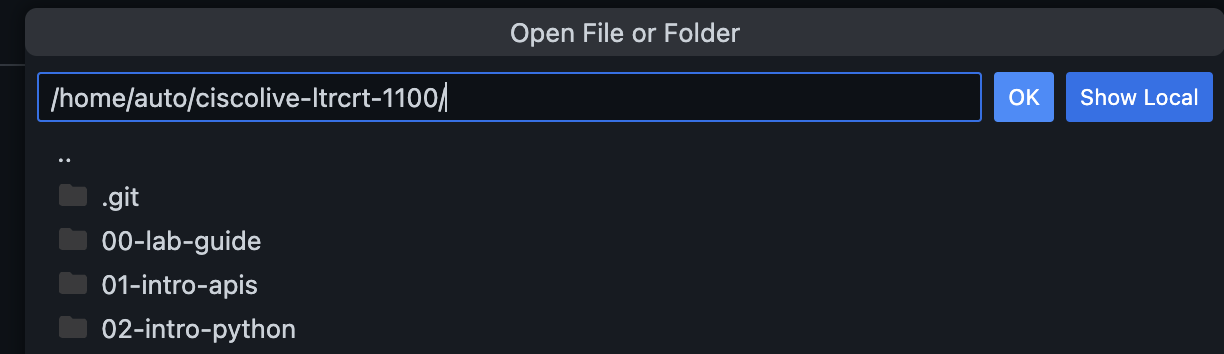 Open File or Folder
/home/auto/ciscolive-ltrcrt-1100/
OK
Show Local
..
.git
00-lab-guide
01-intro-apis
02-intro-python